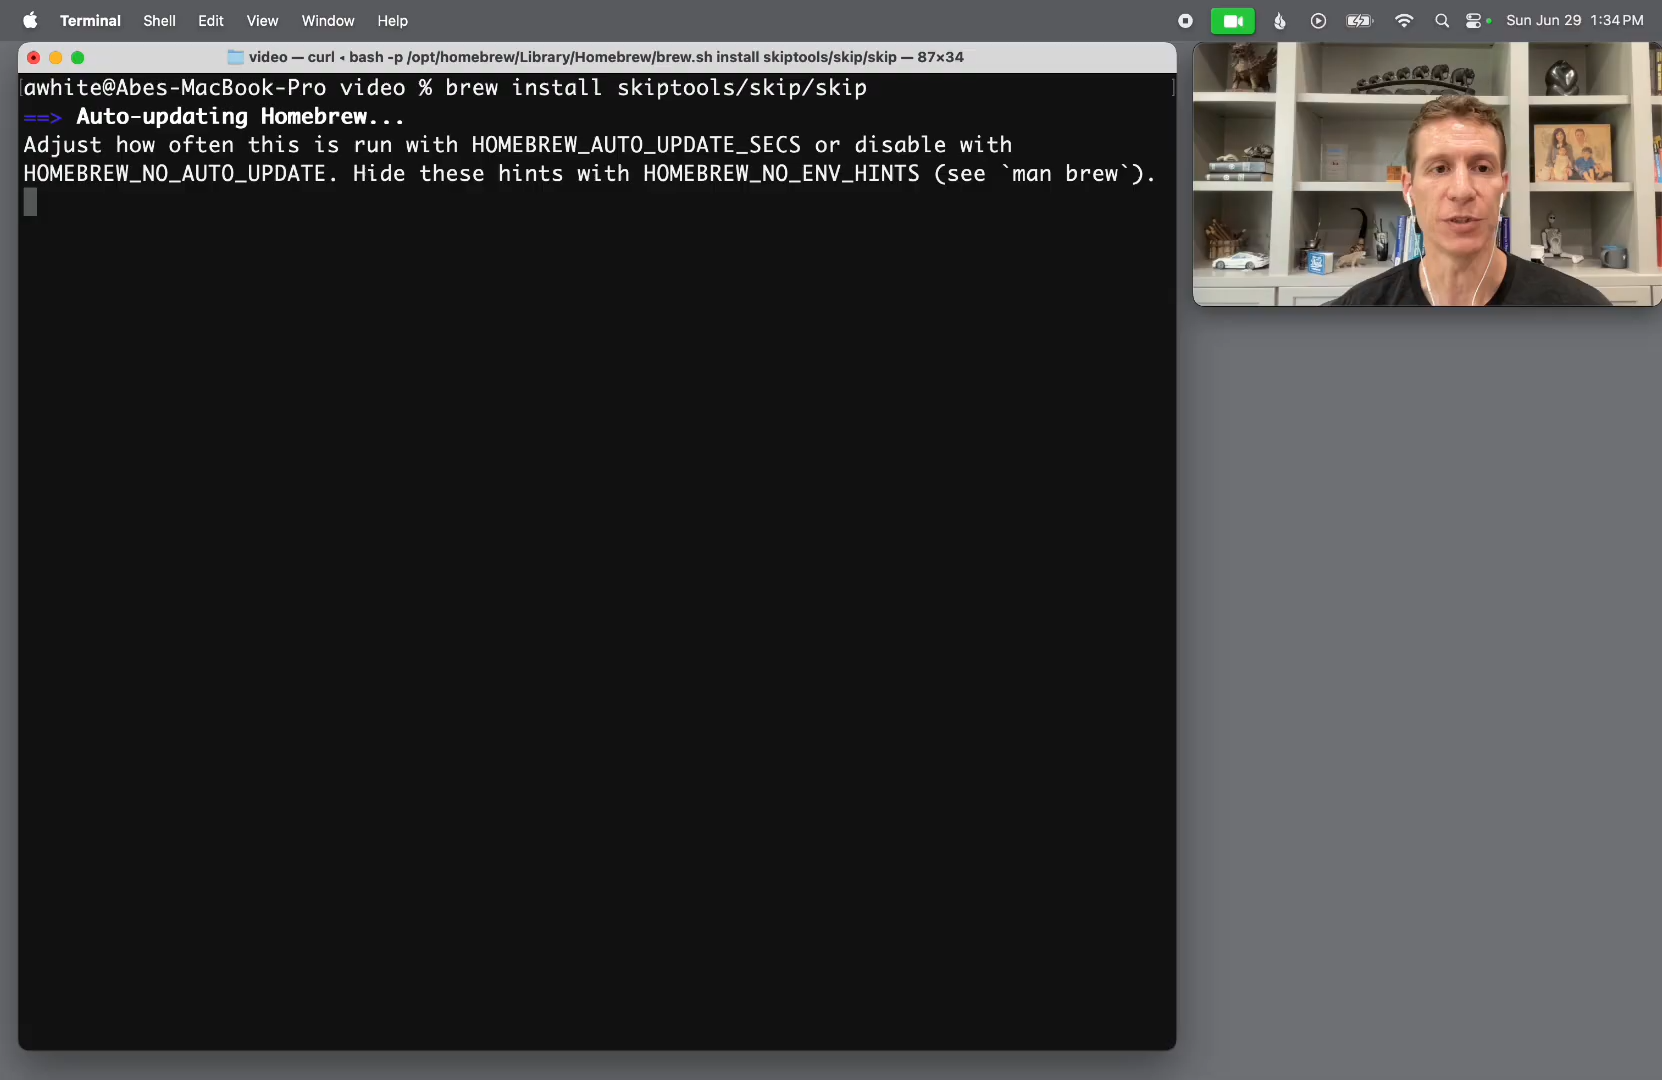 Terminal Shell Edit View Window Help Sun Jun 29 1:34 PM
video — curl ◂ bash -p /opt/homebrew/Library/Homebrew/brew.sh install skiptools/skip/skip — 87×34
awhite@Abes-MacBook-Pro video % brew install skiptools/skip/skip
==> Auto-updating Homebrew...
Adjust how often this is run with HOMEBREW_AUTO_UPDATE_SECS or disable with
HOMEBREW_NO_AUTO_UPDATE. Hide these hints with HOMEBREW_NO_ENV_HINTS (see `man brew`).